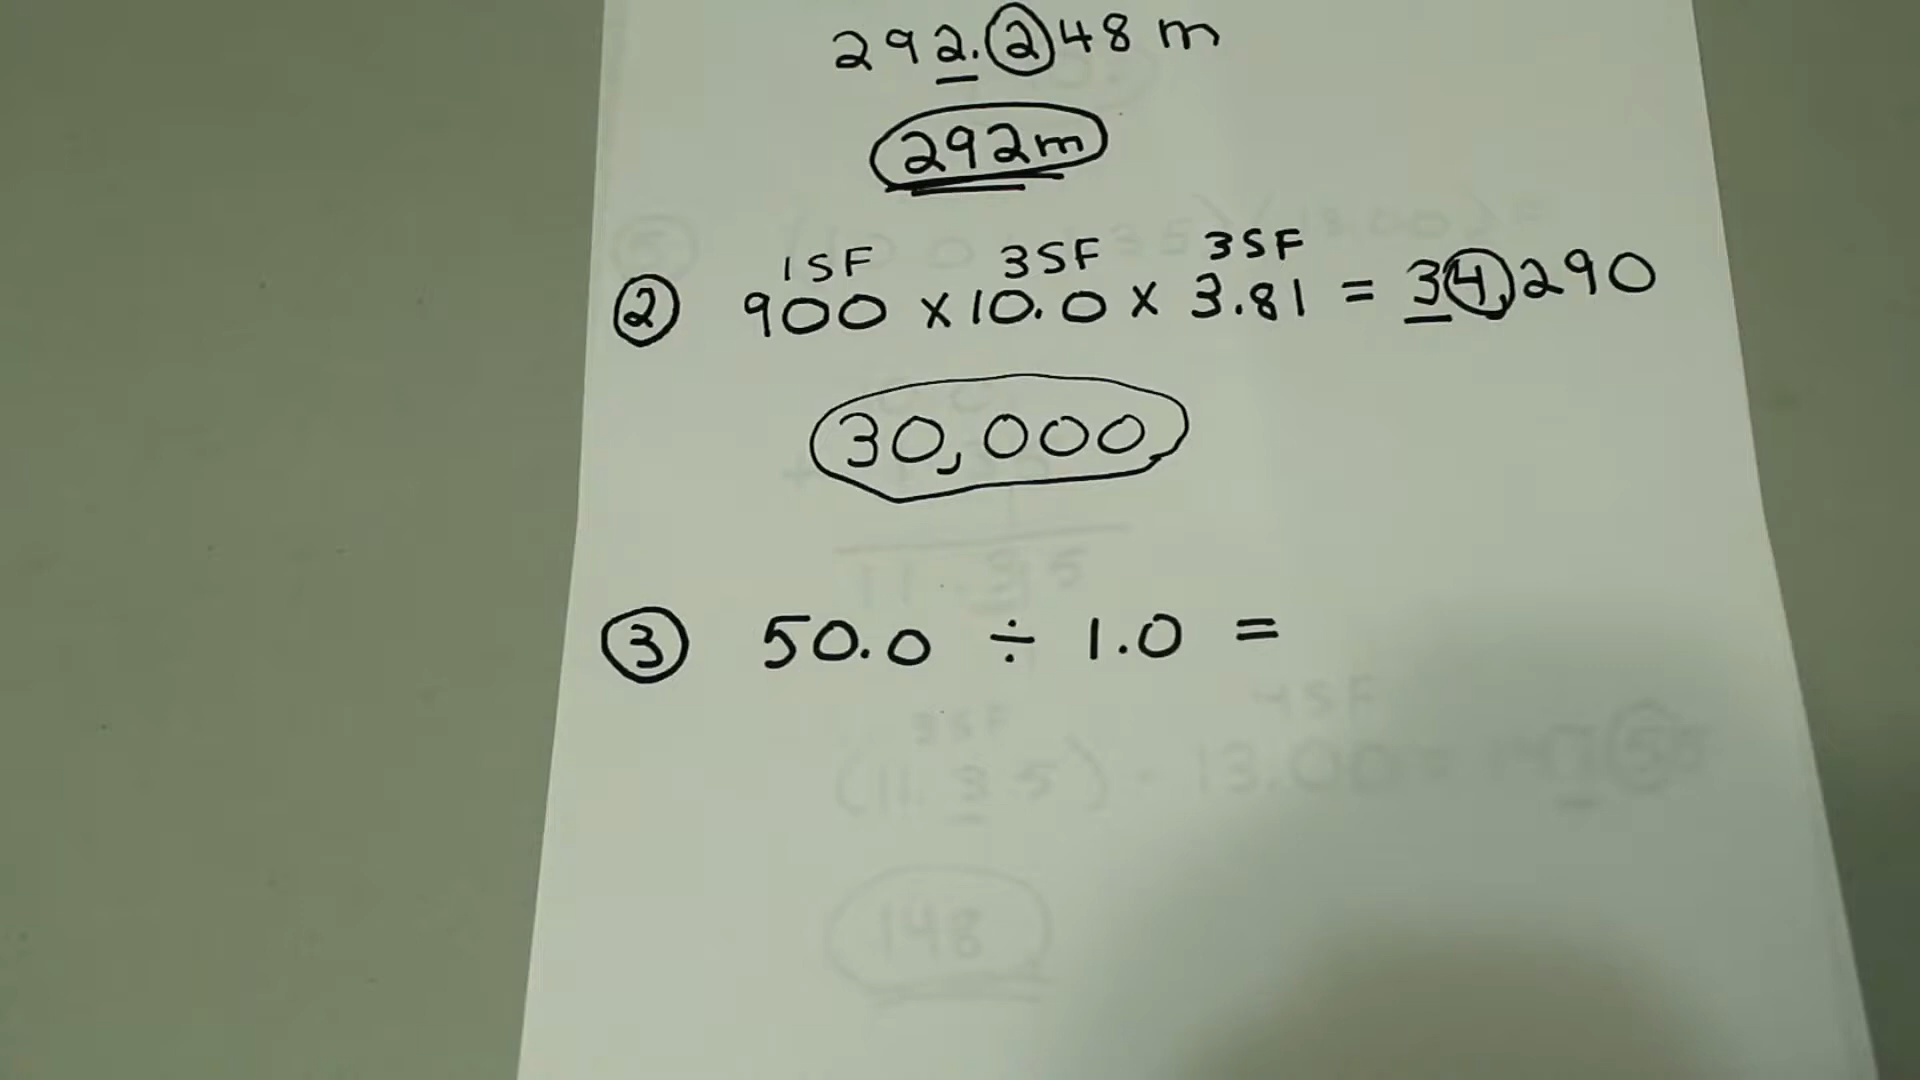 292.248 m
292m
1SF 3SF 3SF
② 900 × 10.0 × 3.81 = 34,290
30,000
③ 50.0 ÷ 1.0 =